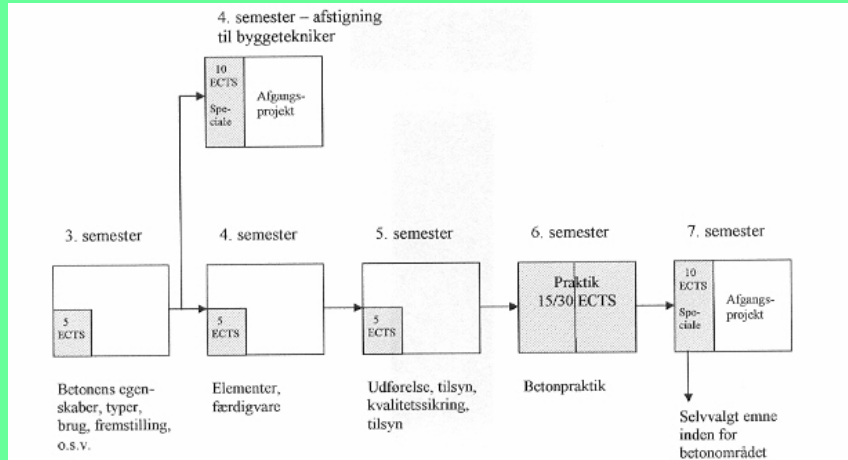 4. semester – afstigning
til byggetekniker
10
ECTS
Spe-
ciale
Afgangs-
projekt
3. semester
4. semester
5. semester
6. semester
7. semester
5
ECTS
5
ECTS
5
ECTS
Praktik
15/30 ECTS
10
ECTS
Spe-
ciale
Afgangs-
projekt
Betonens egen-
skaber, typer,
brug, fremstilling,
o.s.v.
Elementer,
færdigvare
Udførelse, tilsyn,
kvalitetssikring,
tilsyn
Betonpraktik
Selvvalgt emne
inden for
betonområdet